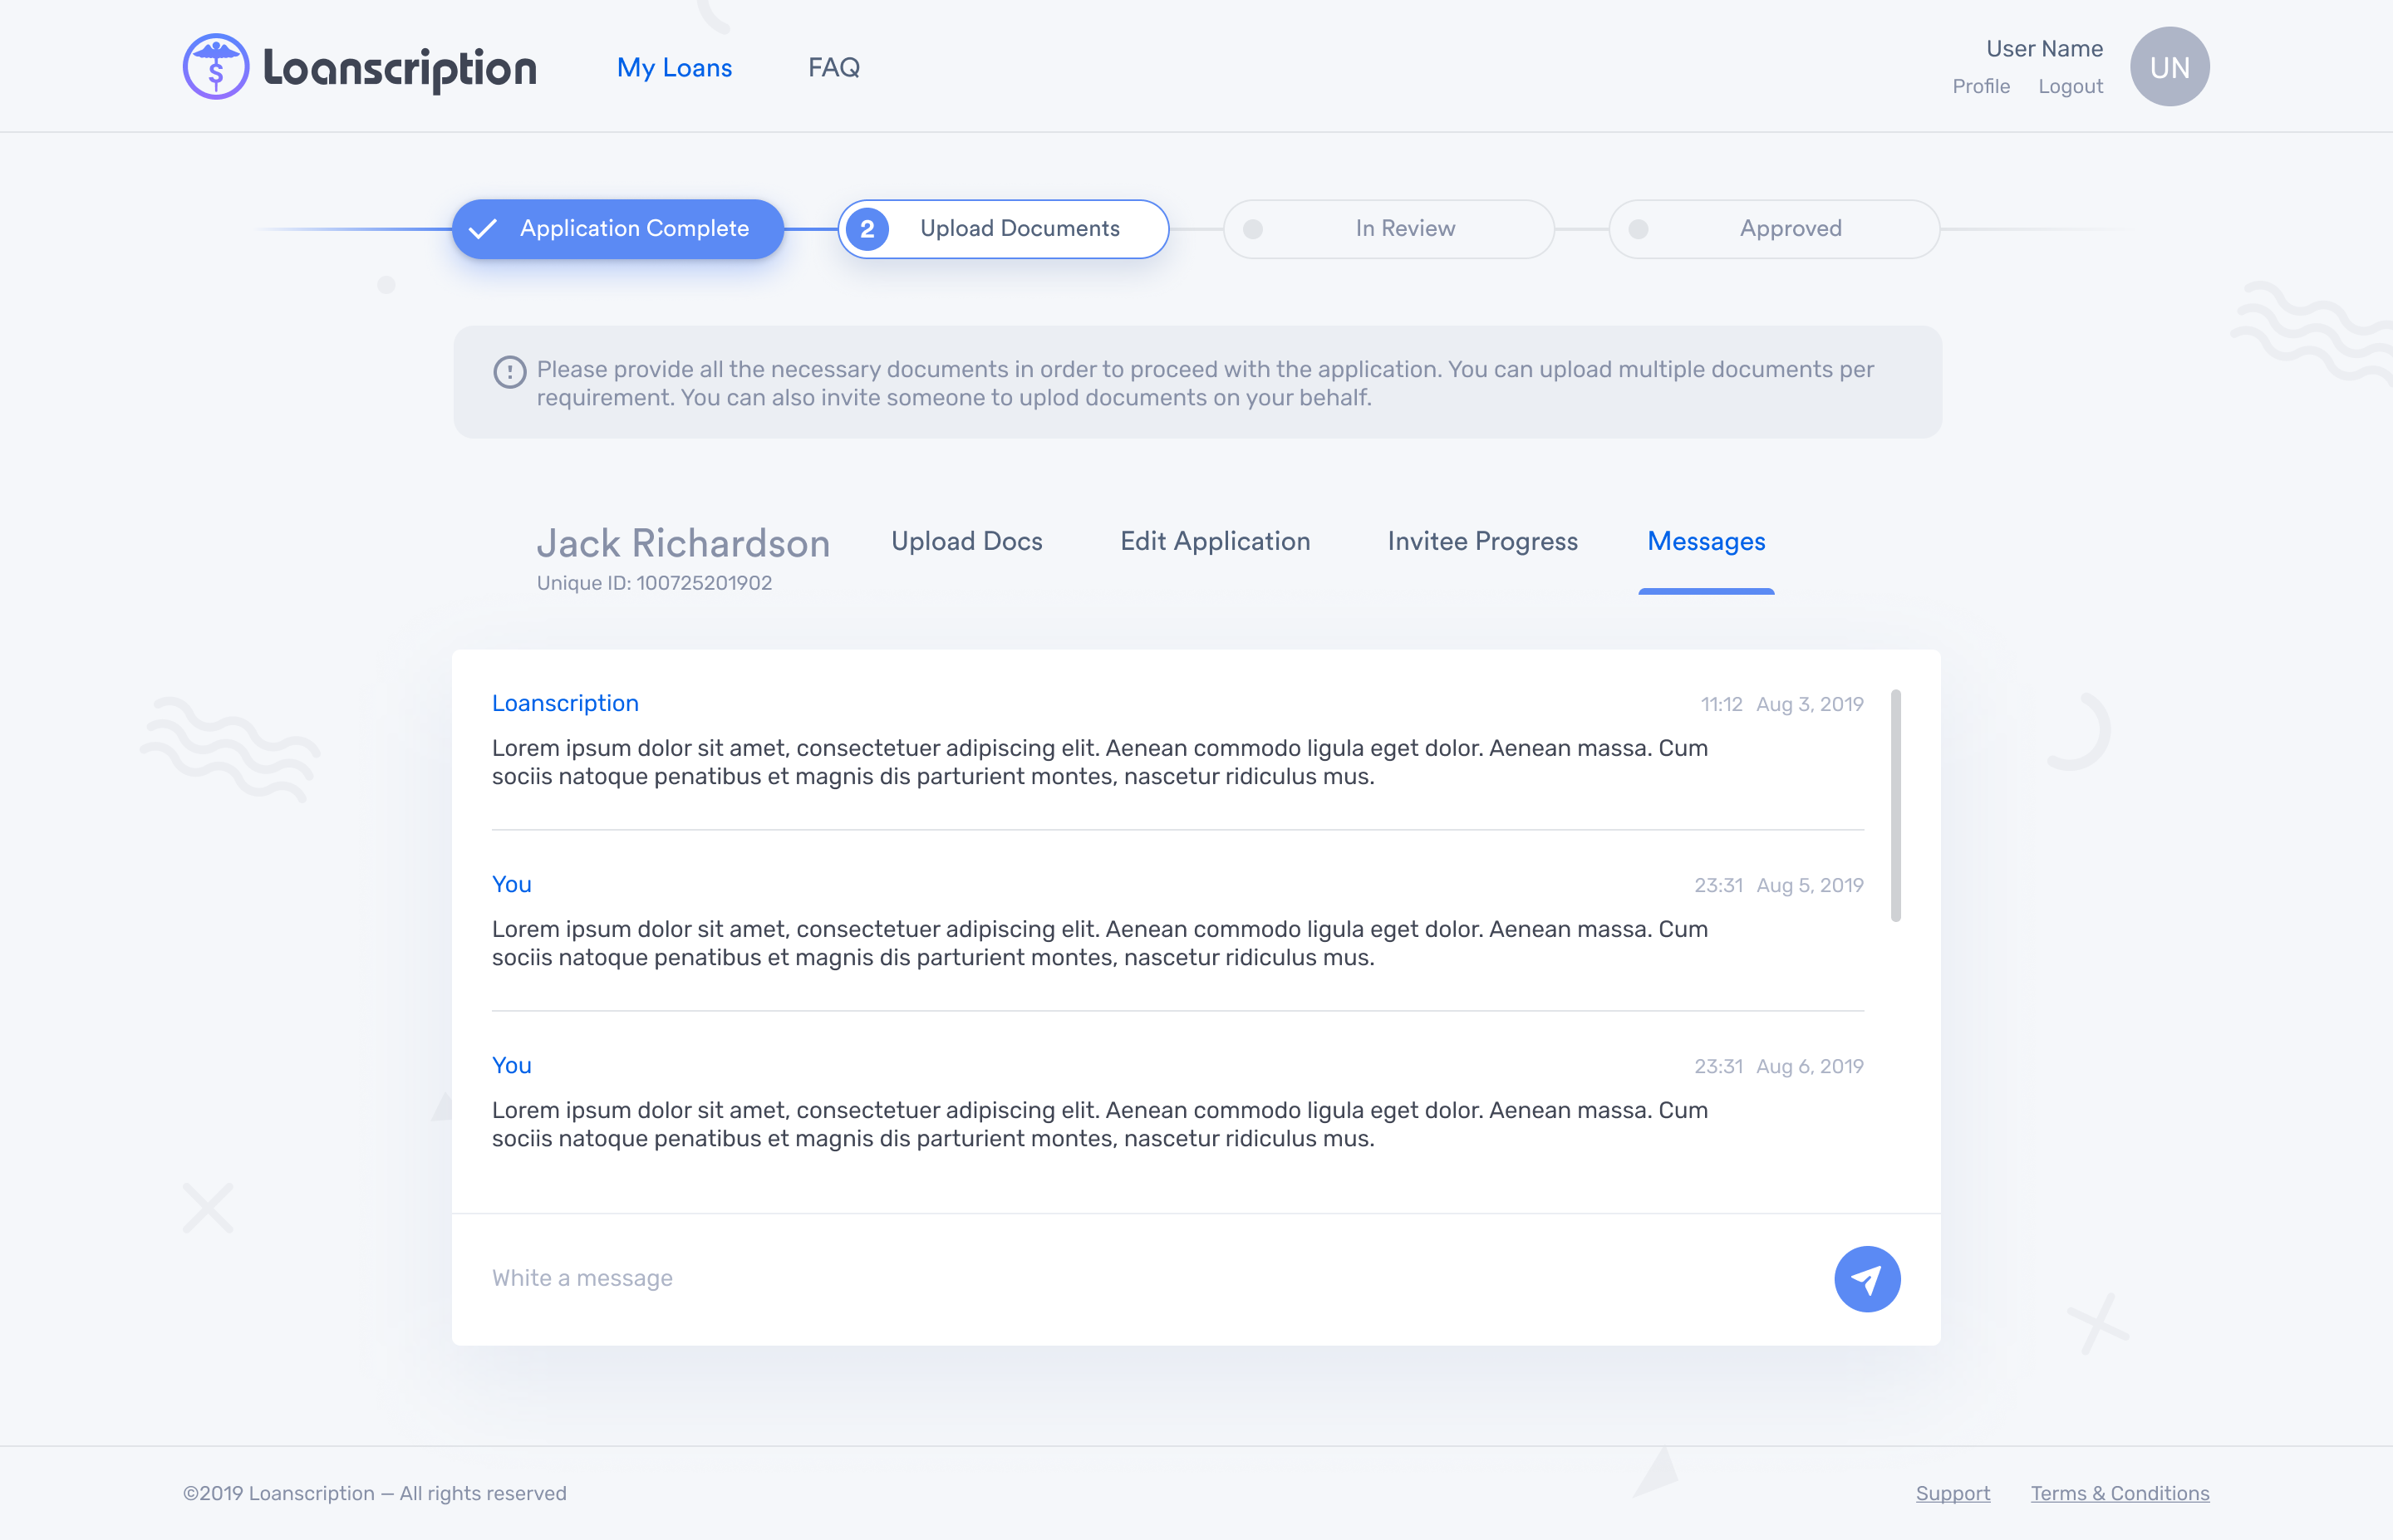 Loanscription
My Loans
FAQ
User Name
Profile Logout
UN
Application Complete
2 Upload Documents
In Review
Approved
Please provide all the necessary documents in order to proceed with the application. You can upload multiple documents per
requirement. You can also invite someone to uplod documents on your behalf.
Jack Richardson
Unique ID: 100725201902
Upload Docs
Edit Application
Invitee Progress
Messages
Loanscription
11:12 Aug 3, 2019
Lorem ipsum dolor sit amet, consectetuer adipiscing elit. Aenean commodo ligula eget dolor. Aenean massa. Cum
sociis natoque penatibus et magnis dis parturient montes, nascetur ridiculus mus.
You
23:31 Aug 5, 2019
Lorem ipsum dolor sit amet, consectetuer adipiscing elit. Aenean commodo ligula eget dolor. Aenean massa. Cum
sociis natoque penatibus et magnis dis parturient montes, nascetur ridiculus mus.
You
23:31 Aug 6, 2019
Lorem ipsum dolor sit amet, consectetuer adipiscing elit. Aenean commodo ligula eget dolor. Aenean massa. Cum
sociis natoque penatibus et magnis dis parturient montes, nascetur ridiculus mus.
White a message
©2019 Loanscription — All rights reserved
Support
Terms & Conditions